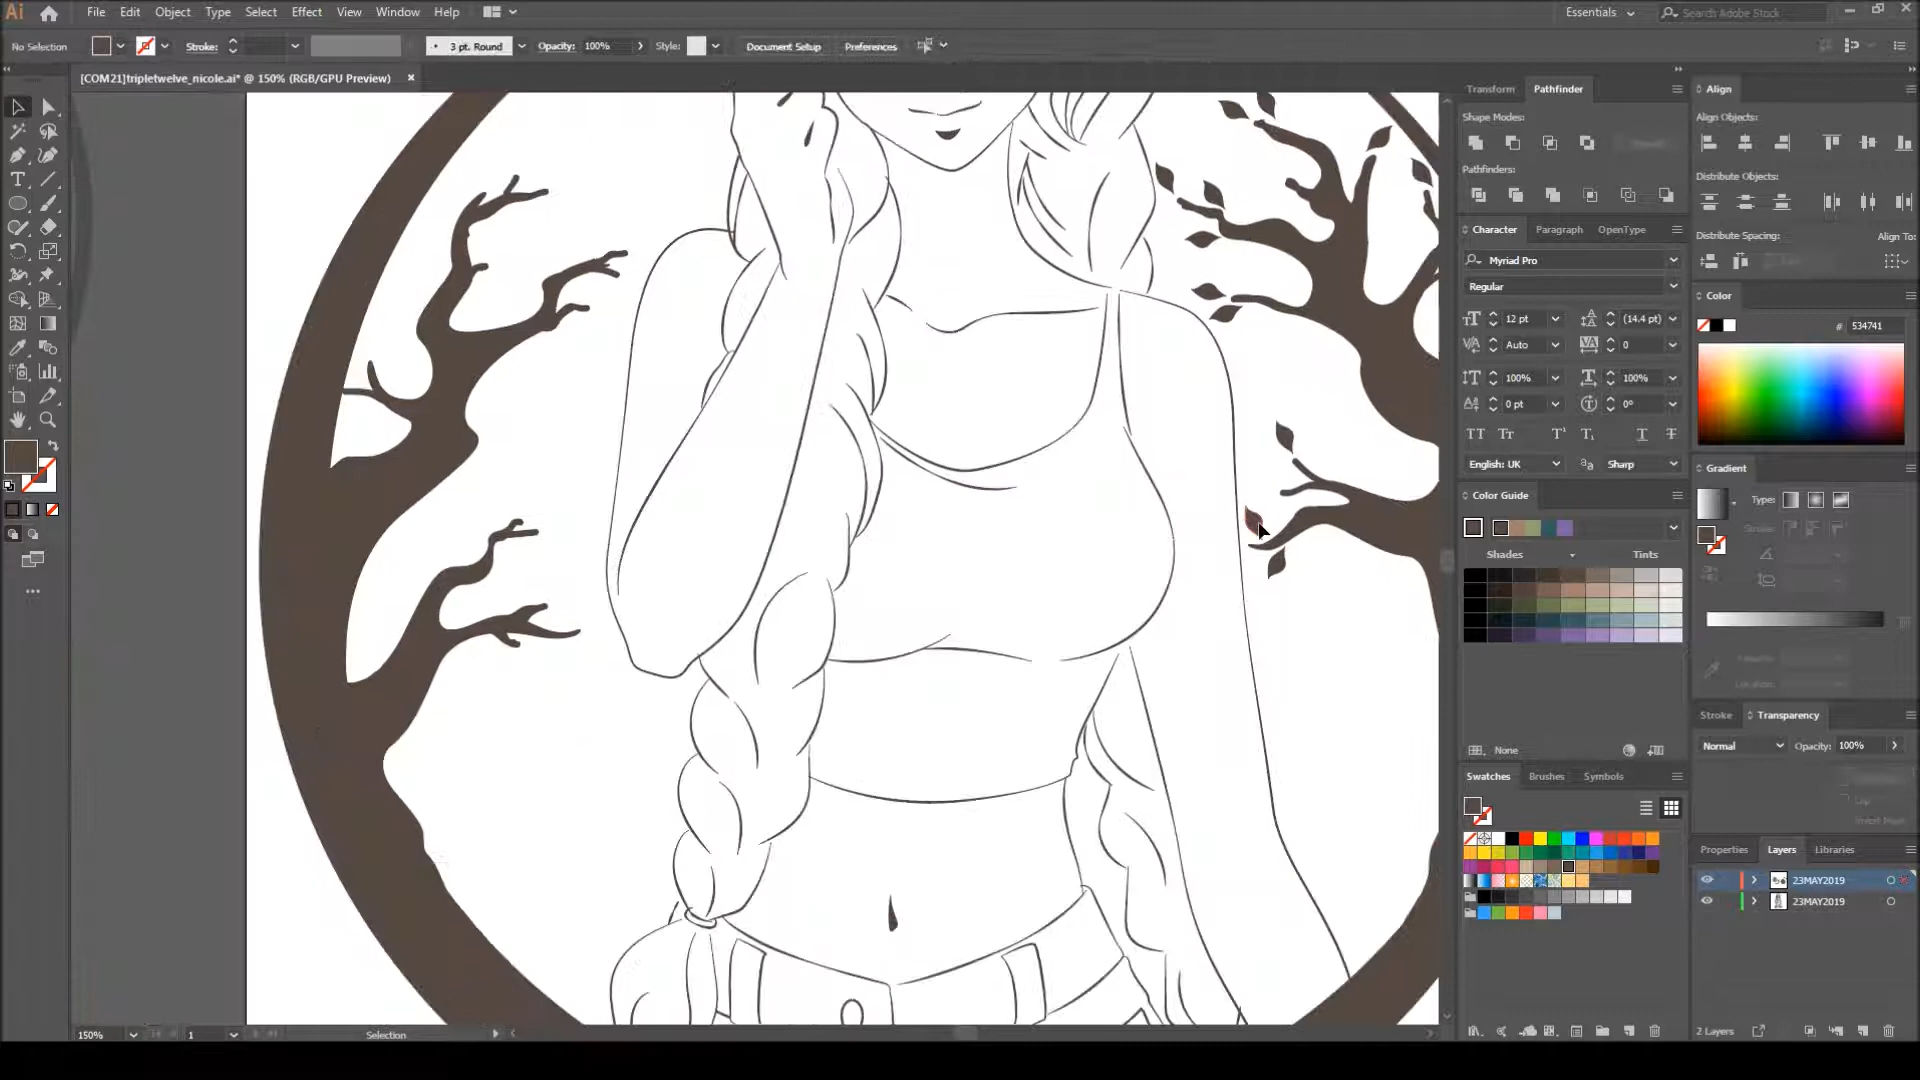 Ai File Edit Object Type Select Effect View Window Help Essentials Search Adobe Stock
No Selection Stroke: 3 pt. Round Opacity: 100% Style: Document Setup Preferences
[COM21]tripletwelve_nicole.ai* @ 150% (RGB/GPU Preview)
Transform Pathfinder
Shape Modes:
Pathfinders:
Align
Align Objects:
Distribute Objects:
Distribute Spacing: Align To:
Character Paragraph OpenType
Myriad Pro
Regular
12 pt (14.4 pt)
Auto 0
100% 100%
0 pt 0°
English: UK Sharp
Color
# 534741
Gradient
Type:
Stroke:
Color Guide
Shades Tints
None
Stroke Transparency
Normal Opacity: 100%
Swatches Brushes Symbols
Properties Layers Libraries
23MAY2019
23MAY2019
2 Layers
150% 1 Selection